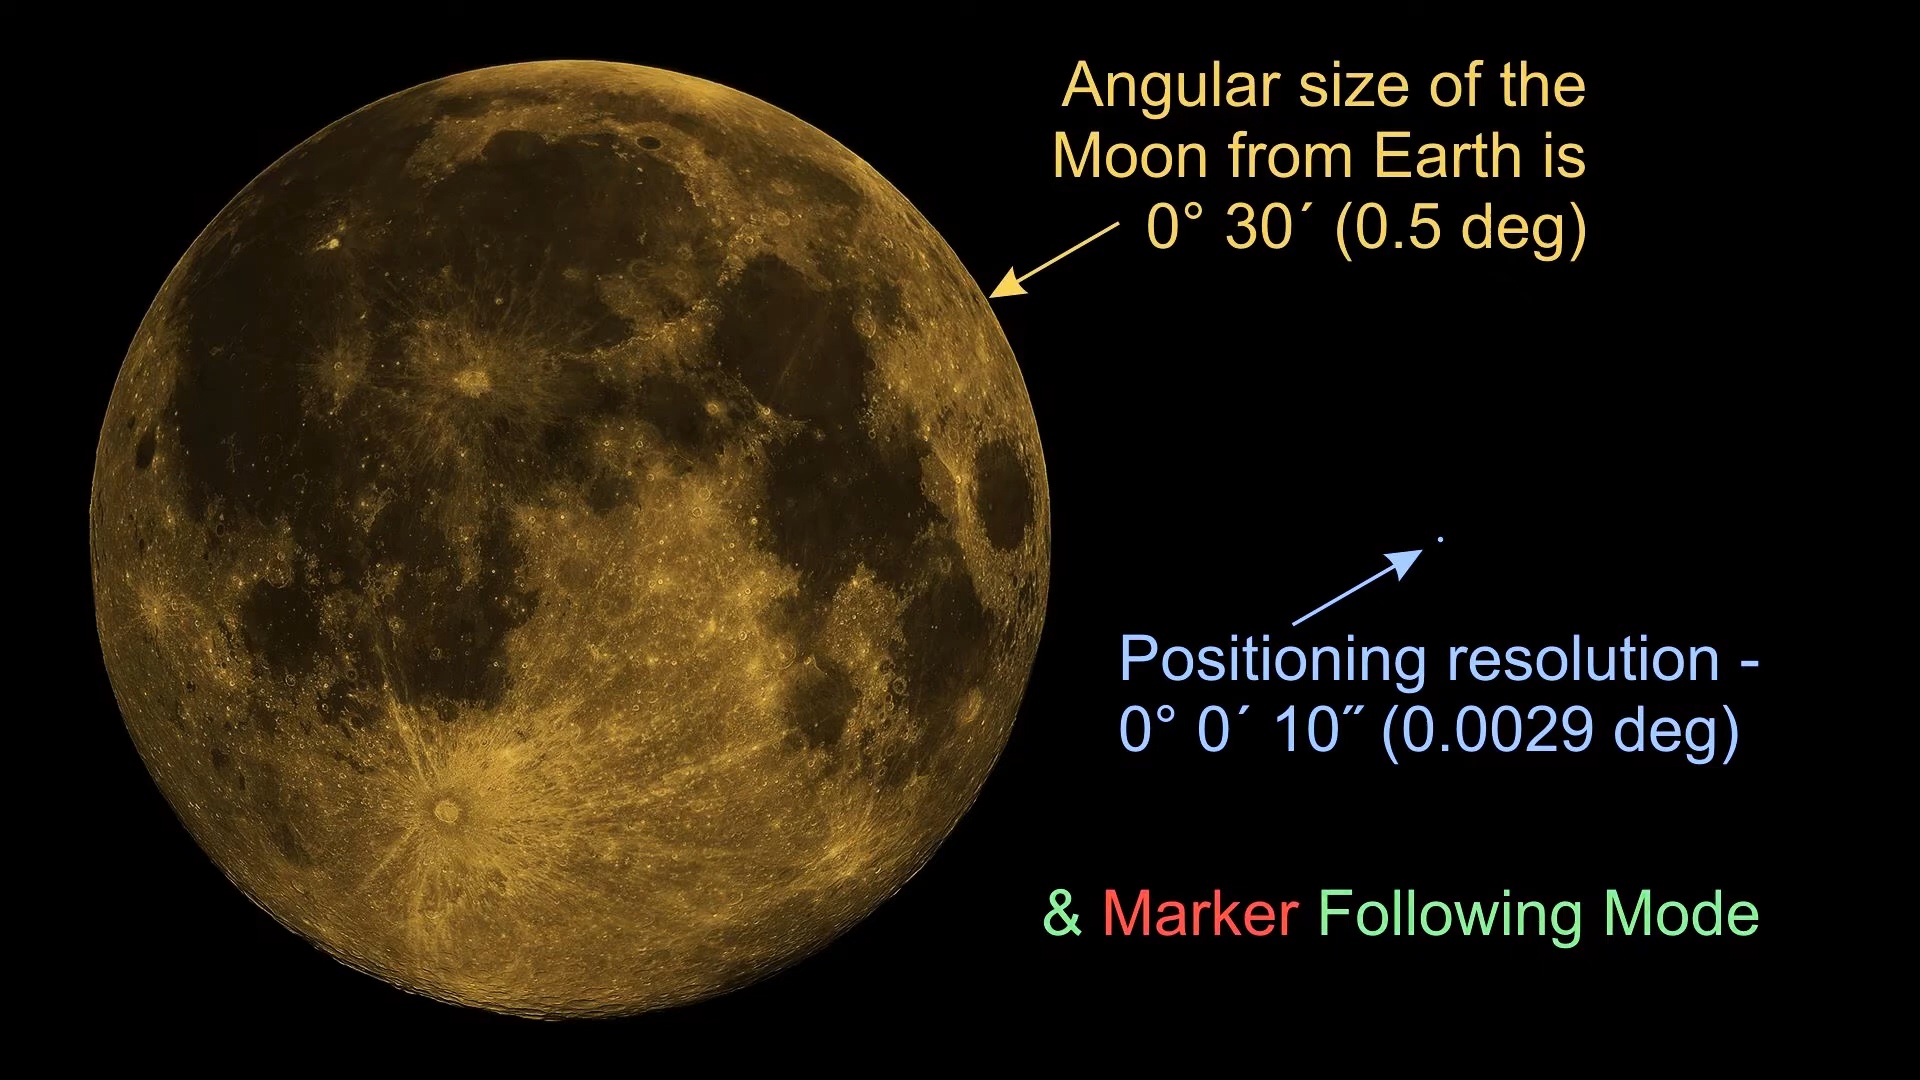 Angular size of the
Moon from Earth is
0° 30´ (0.5 deg)
Positioning resolution -
0° 0´ 10˝ (0.0029 deg)
& Marker Following Mode